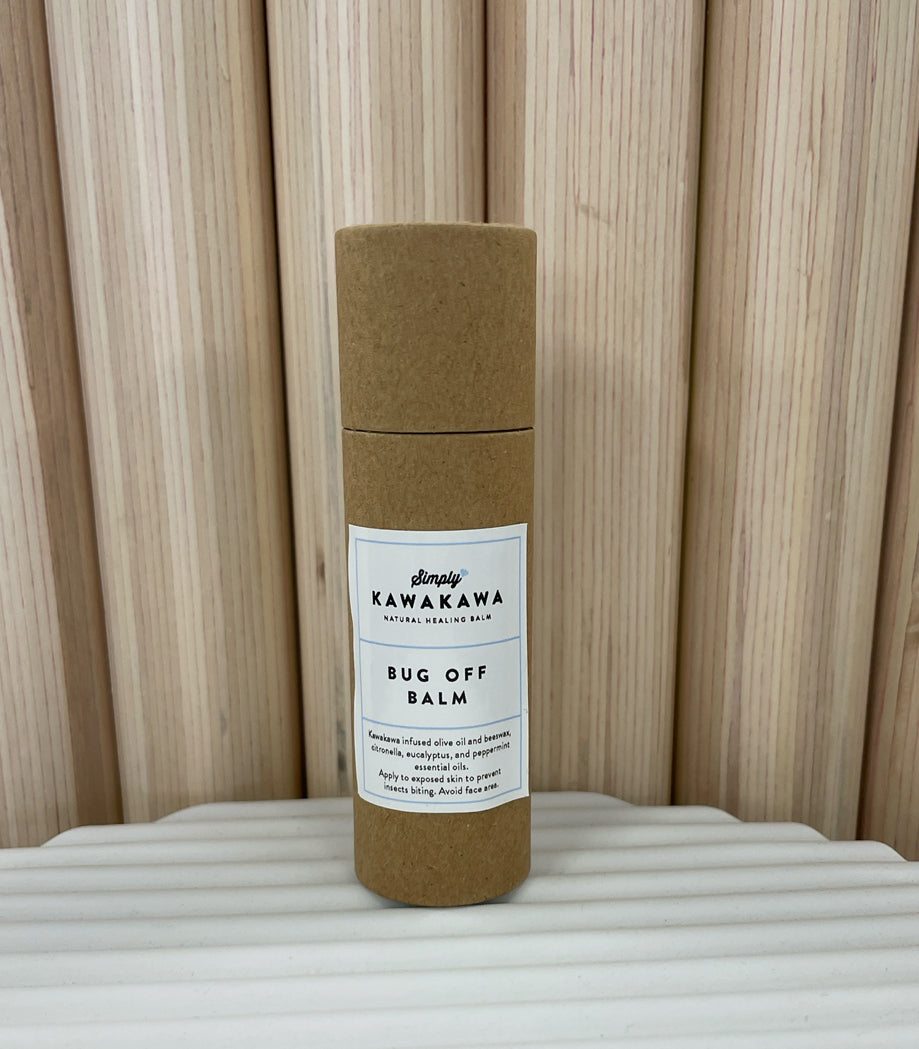 Simply
KAWAKAWA
NATURAL HEALING BALM
BUG OFF
BALM
Kawakawa infused olive oil and beeswax,
citronella, eucalyptus, and peppermint
essential oils.
Apply to exposed skin to prevent
insects biting. Avoid face area.